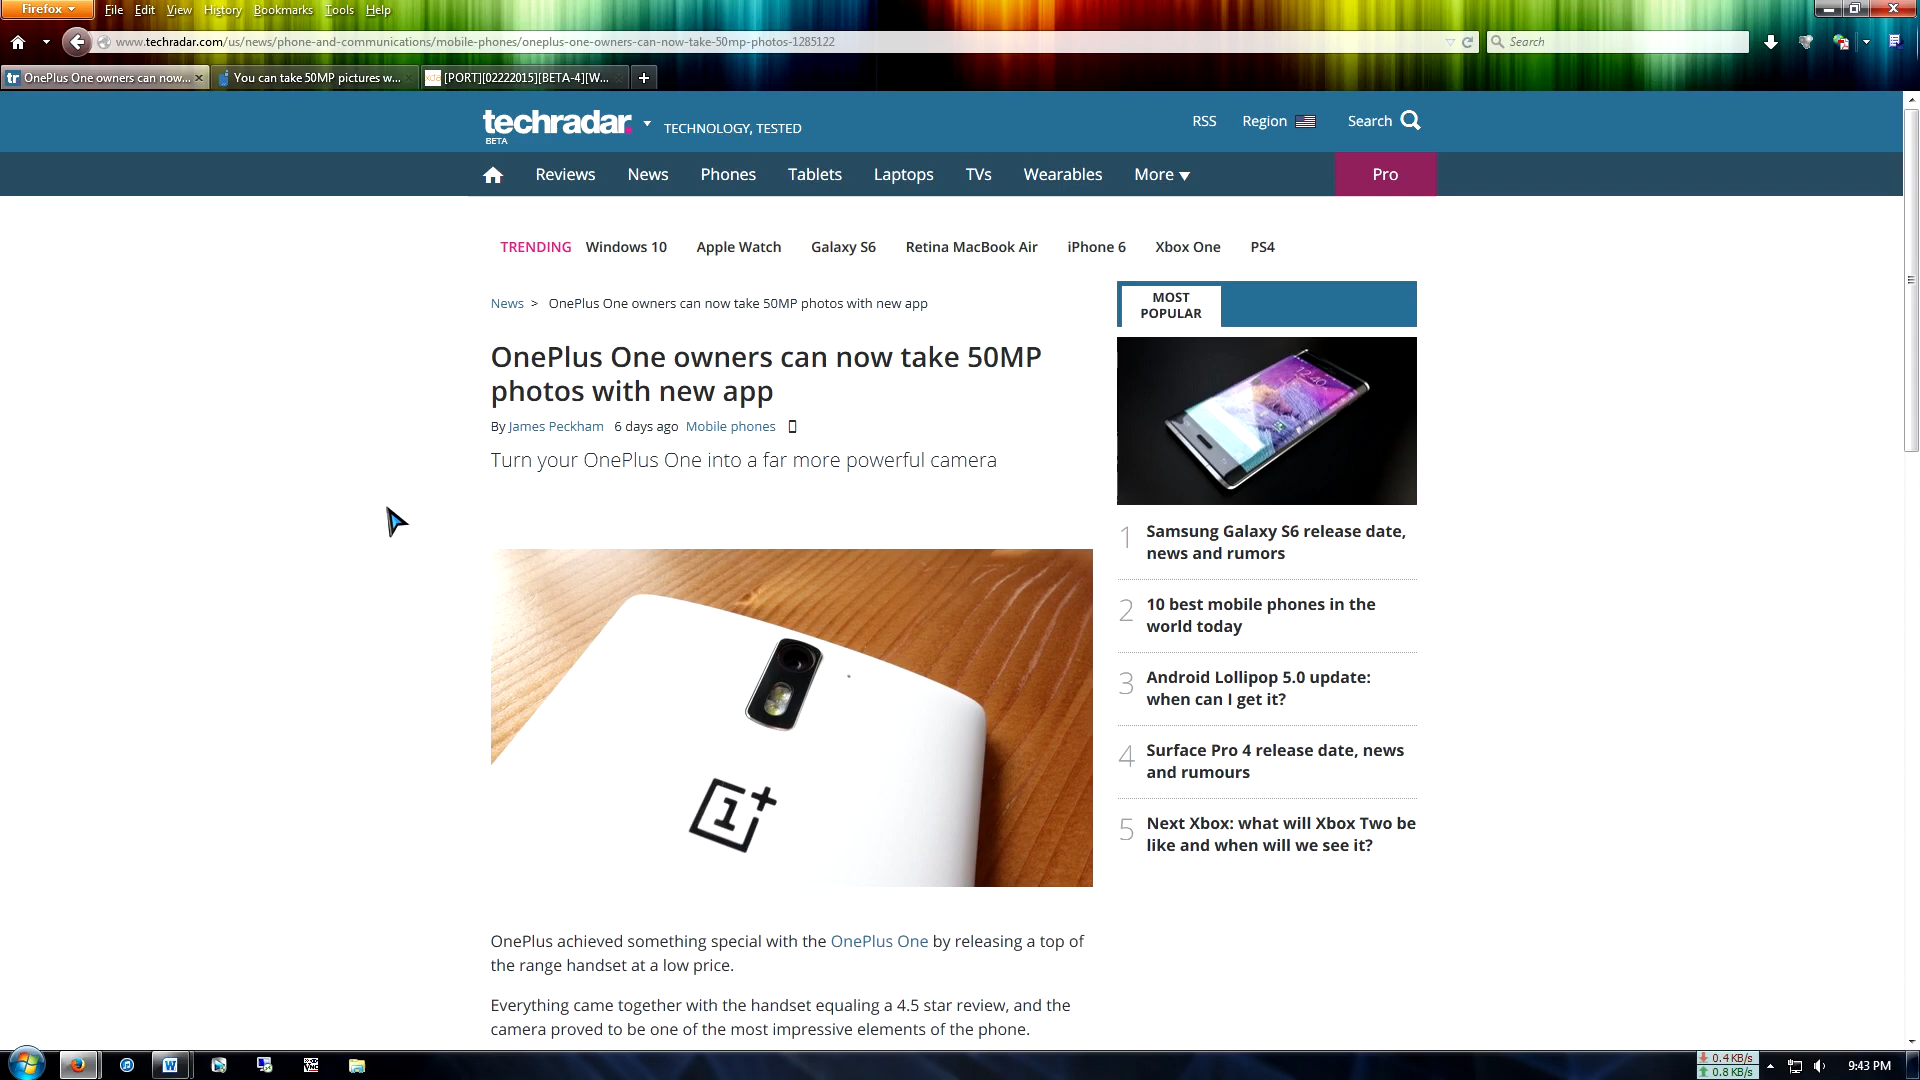 Firefox
File Edit View History Bookmarks Tools Help
www.techradar.com/us/news/phone-and-communications/mobile-phones/oneplus-one-owners-can-now-take-50mp-photos-1285122
Search
tr OnePlus One owners can now...
You can take 50MP pictures w...
xda [PORT][02222015][BETA-4][W...
techradar.
BETA
TECHNOLOGY, TESTED
RSS Region Search
Reviews News Phones Tablets Laptops TVs Wearables More Pro
TRENDING Windows 10 Apple Watch Galaxy S6 Retina MacBook Air iPhone 6 Xbox One PS4
News > OnePlus One owners can now take 50MP photos with new app
OnePlus One owners can now take 50MP
photos with new app
By James Peckham 6 days ago Mobile phones
Turn your OnePlus One into a far more powerful camera
1+
OnePlus achieved something special with the OnePlus One by releasing a top of
the range handset at a low price.
Everything came together with the handset equaling a 4.5 star review, and the
camera proved to be one of the most impressive elements of the phone.
MOST
POPULAR
12:40
1 Samsung Galaxy S6 release date,
news and rumors
2 10 best mobile phones in the
world today
3 Android Lollipop 5.0 update:
when can I get it?
4 Surface Pro 4 release date, news
and rumours
5 Next Xbox: what will Xbox Two be
like and when will we see it?
0.4 KB/s
0.8 KB/s
9:43 PM